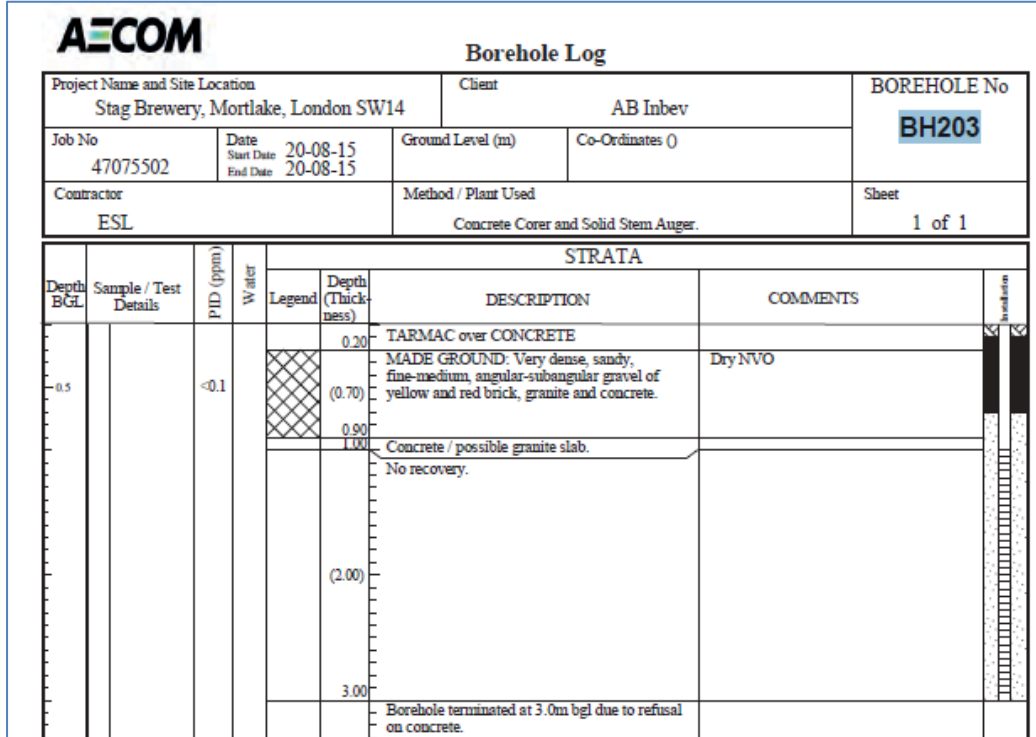 AECOM
Borehole Log
Project Name and Site Location
Stag Brewery, Mortlake, London SW14
Client
AB Inbev
BOREHOLE No
BH203
Job No
47075502
Date
Start Date 20-08-15
End Date 20-08-15
Ground Level (m)
Co-Ordinates ()
Contractor
ESL
Method / Plant Used
Concrete Corer and Solid Stem Auger.
Sheet
1 of 1
STRATA
Depth
BGL
Sample / Test
Details
PID (ppm)
Water
Legend
Depth
(Thick-
ness)
DESCRIPTION
COMMENTS
Installation
0.20
TARMAC over CONCRETE
MADE GROUND: Very dense, sandy,
fine-medium, angular-subangular gravel of
yellow and red brick, granite and concrete.
Dry NVO
0.5
<0.1
(0.70)
0.90
1.00
Concrete / possible granite slab.
No recovery.
(2.00)
3.00
Borehole terminated at 3.0m bgl due to refusal
on concrete.